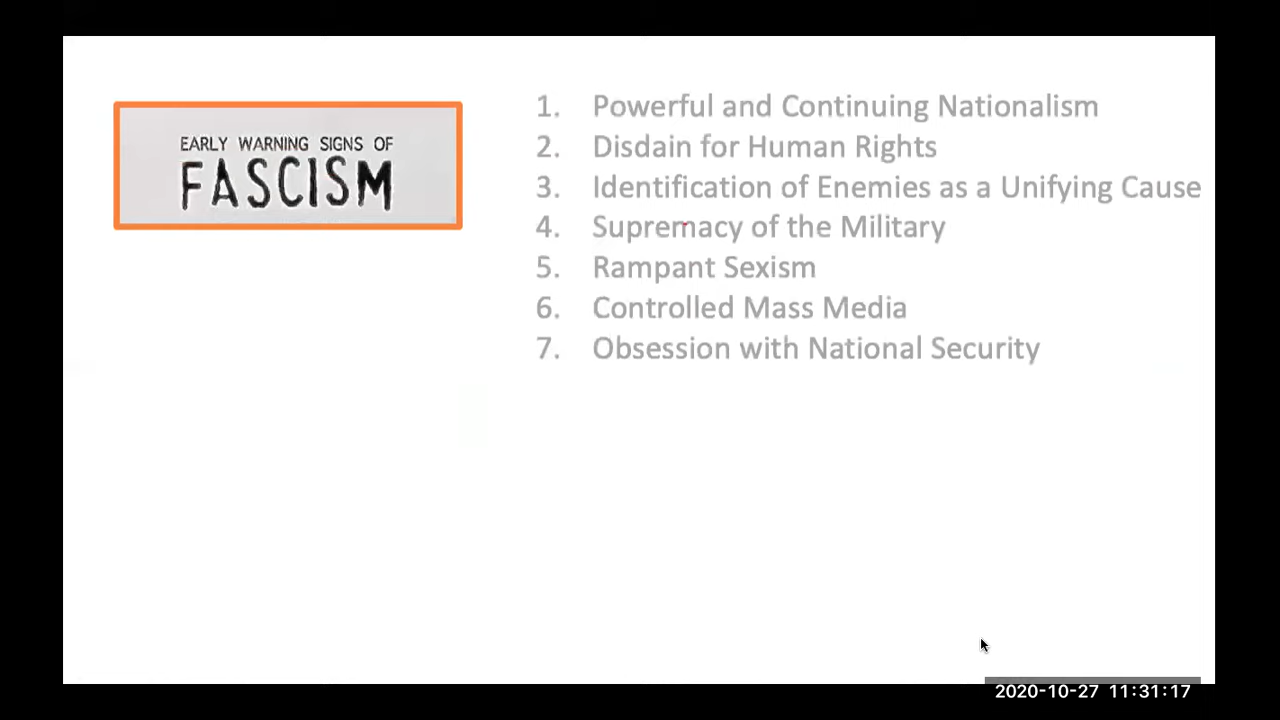 EARLY WARNING SIGNS OF
FASCISM
1. Powerful and Continuing Nationalism
2. Disdain for Human Rights
3. Identification of Enemies as a Unifying Cause
4. Supremacy of the Military
5. Rampant Sexism
6. Controlled Mass Media
7. Obsession with National Security
2020-10-27 11:31:17